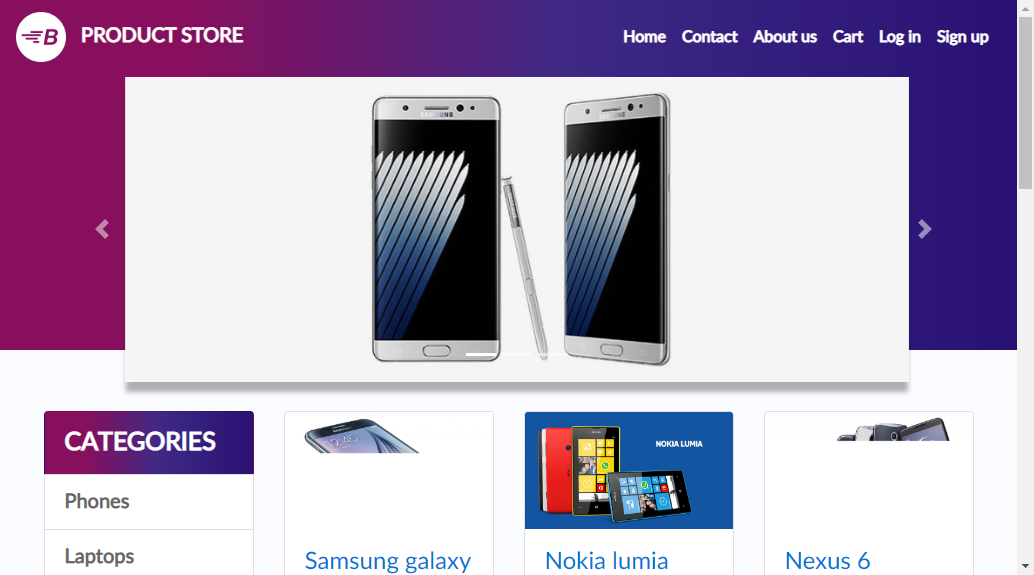 B PRODUCT STORE
Home Contact About us Cart Log in Sign up
SAMSUNG
SAMSUNG
CATEGORIES
Phones
Laptops
NOKIA LUMIA
Samsung galaxy
Nokia lumia
Nexus 6